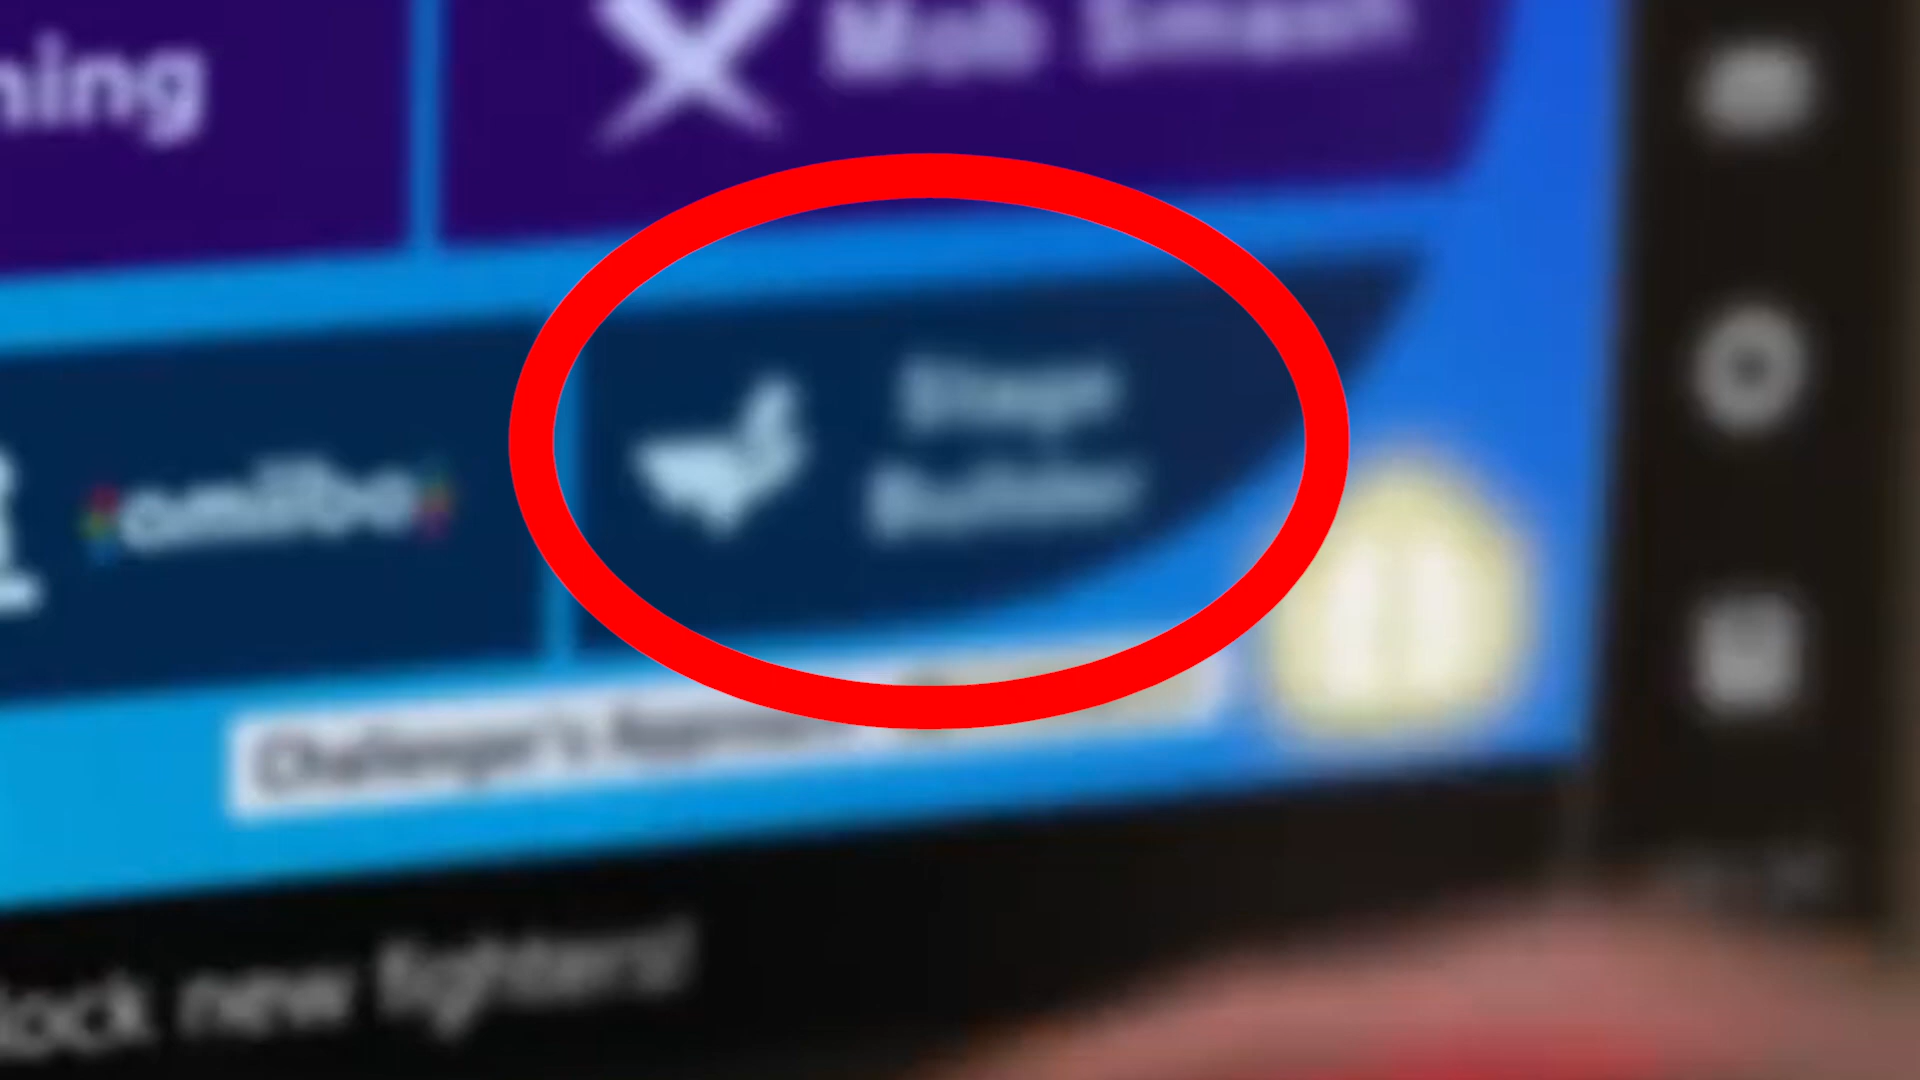 ning
Mob Smash
amiibo
Stage
Builder
Challenger's Approach
lock new fighters!